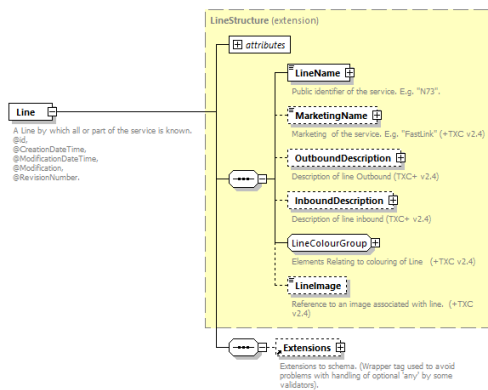 LineStructure (extension)
attributes
LineName
Public identifier of the service. E.g. "N73".
MarketingName
Marketing of the service. E.g. "FastLink" (+TXC v2.4)
Line
A Line by which all or part of the service is known.
@id,
@CreationDateTime,
@ModificationDateTime,
@Modification,
@RevisionNumber.
OutboundDescription
Description of line Outbound (TXC+ v2.4)
InboundDescription
Description of line inbound (TXC+ v2.4)
LineColourGroup
Elements Relating to colouring of Line (+TXC v2.4)
LineImage
Reference to an image associated with line. (+TXC
v2.4)
Extensions
Extensions to schema. (Wrapper tag used to avoid
problems with handling of optional 'any' by some
validators).